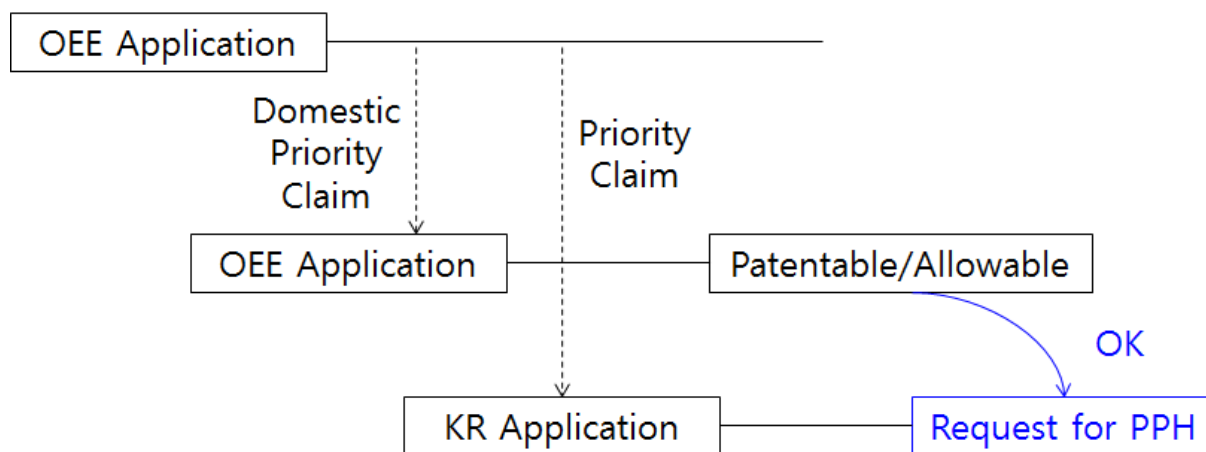 OEE Application
Domestic
Priority
Claim
Priority
Claim
OEE Application
Patentable/Allowable
OK
KR Application
Request for PPH